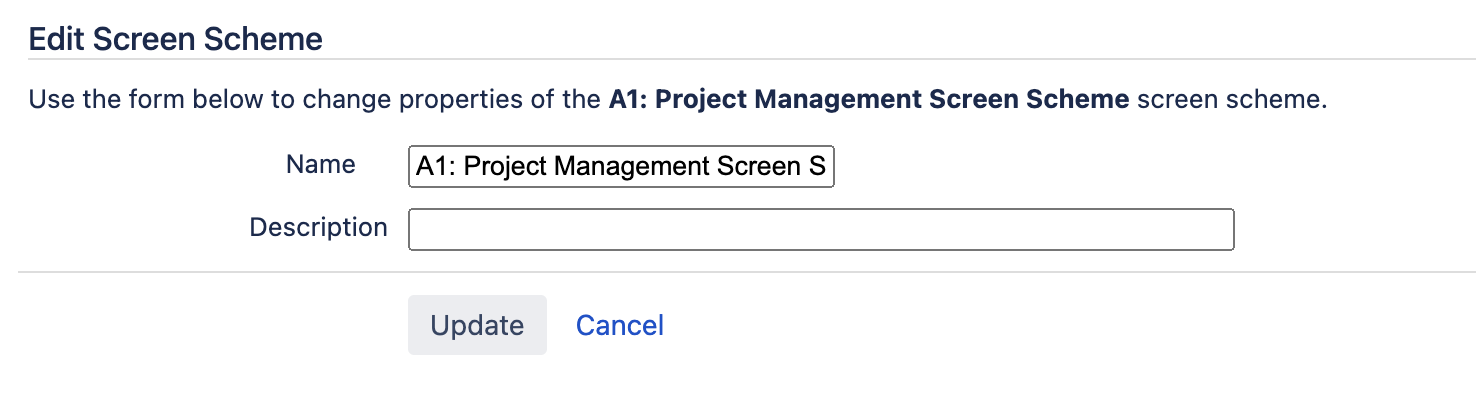 Edit Screen Scheme
Use the form below to change properties of the A1: Project Management Screen Scheme screen scheme.
Name A1: Project Management Screen S
Description
Update Cancel